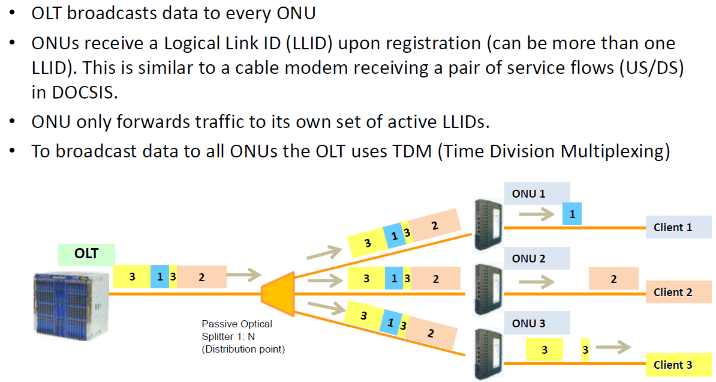 • OLT broadcasts data to every ONU
• ONUs receive a Logical Link ID (LLID) upon registration (can be more than one
LLID). This is similar to a cable modem receiving a pair of service flows (US/DS)
in DOCSIS.
• ONU only forwards traffic to its own set of active LLIDs.
• To broadcast data to all ONUs the OLT uses TDM (Time Division Multiplexing)
ONU 1
3 1 3 2
1
Client 1
OLT
ONU 2
3 1 3 2
3 1 3 2
2
Client 2
Passive Optical
Splitter 1: N
(Distribution point)
3 1 3 2
ONU 3
3 3
Client 3